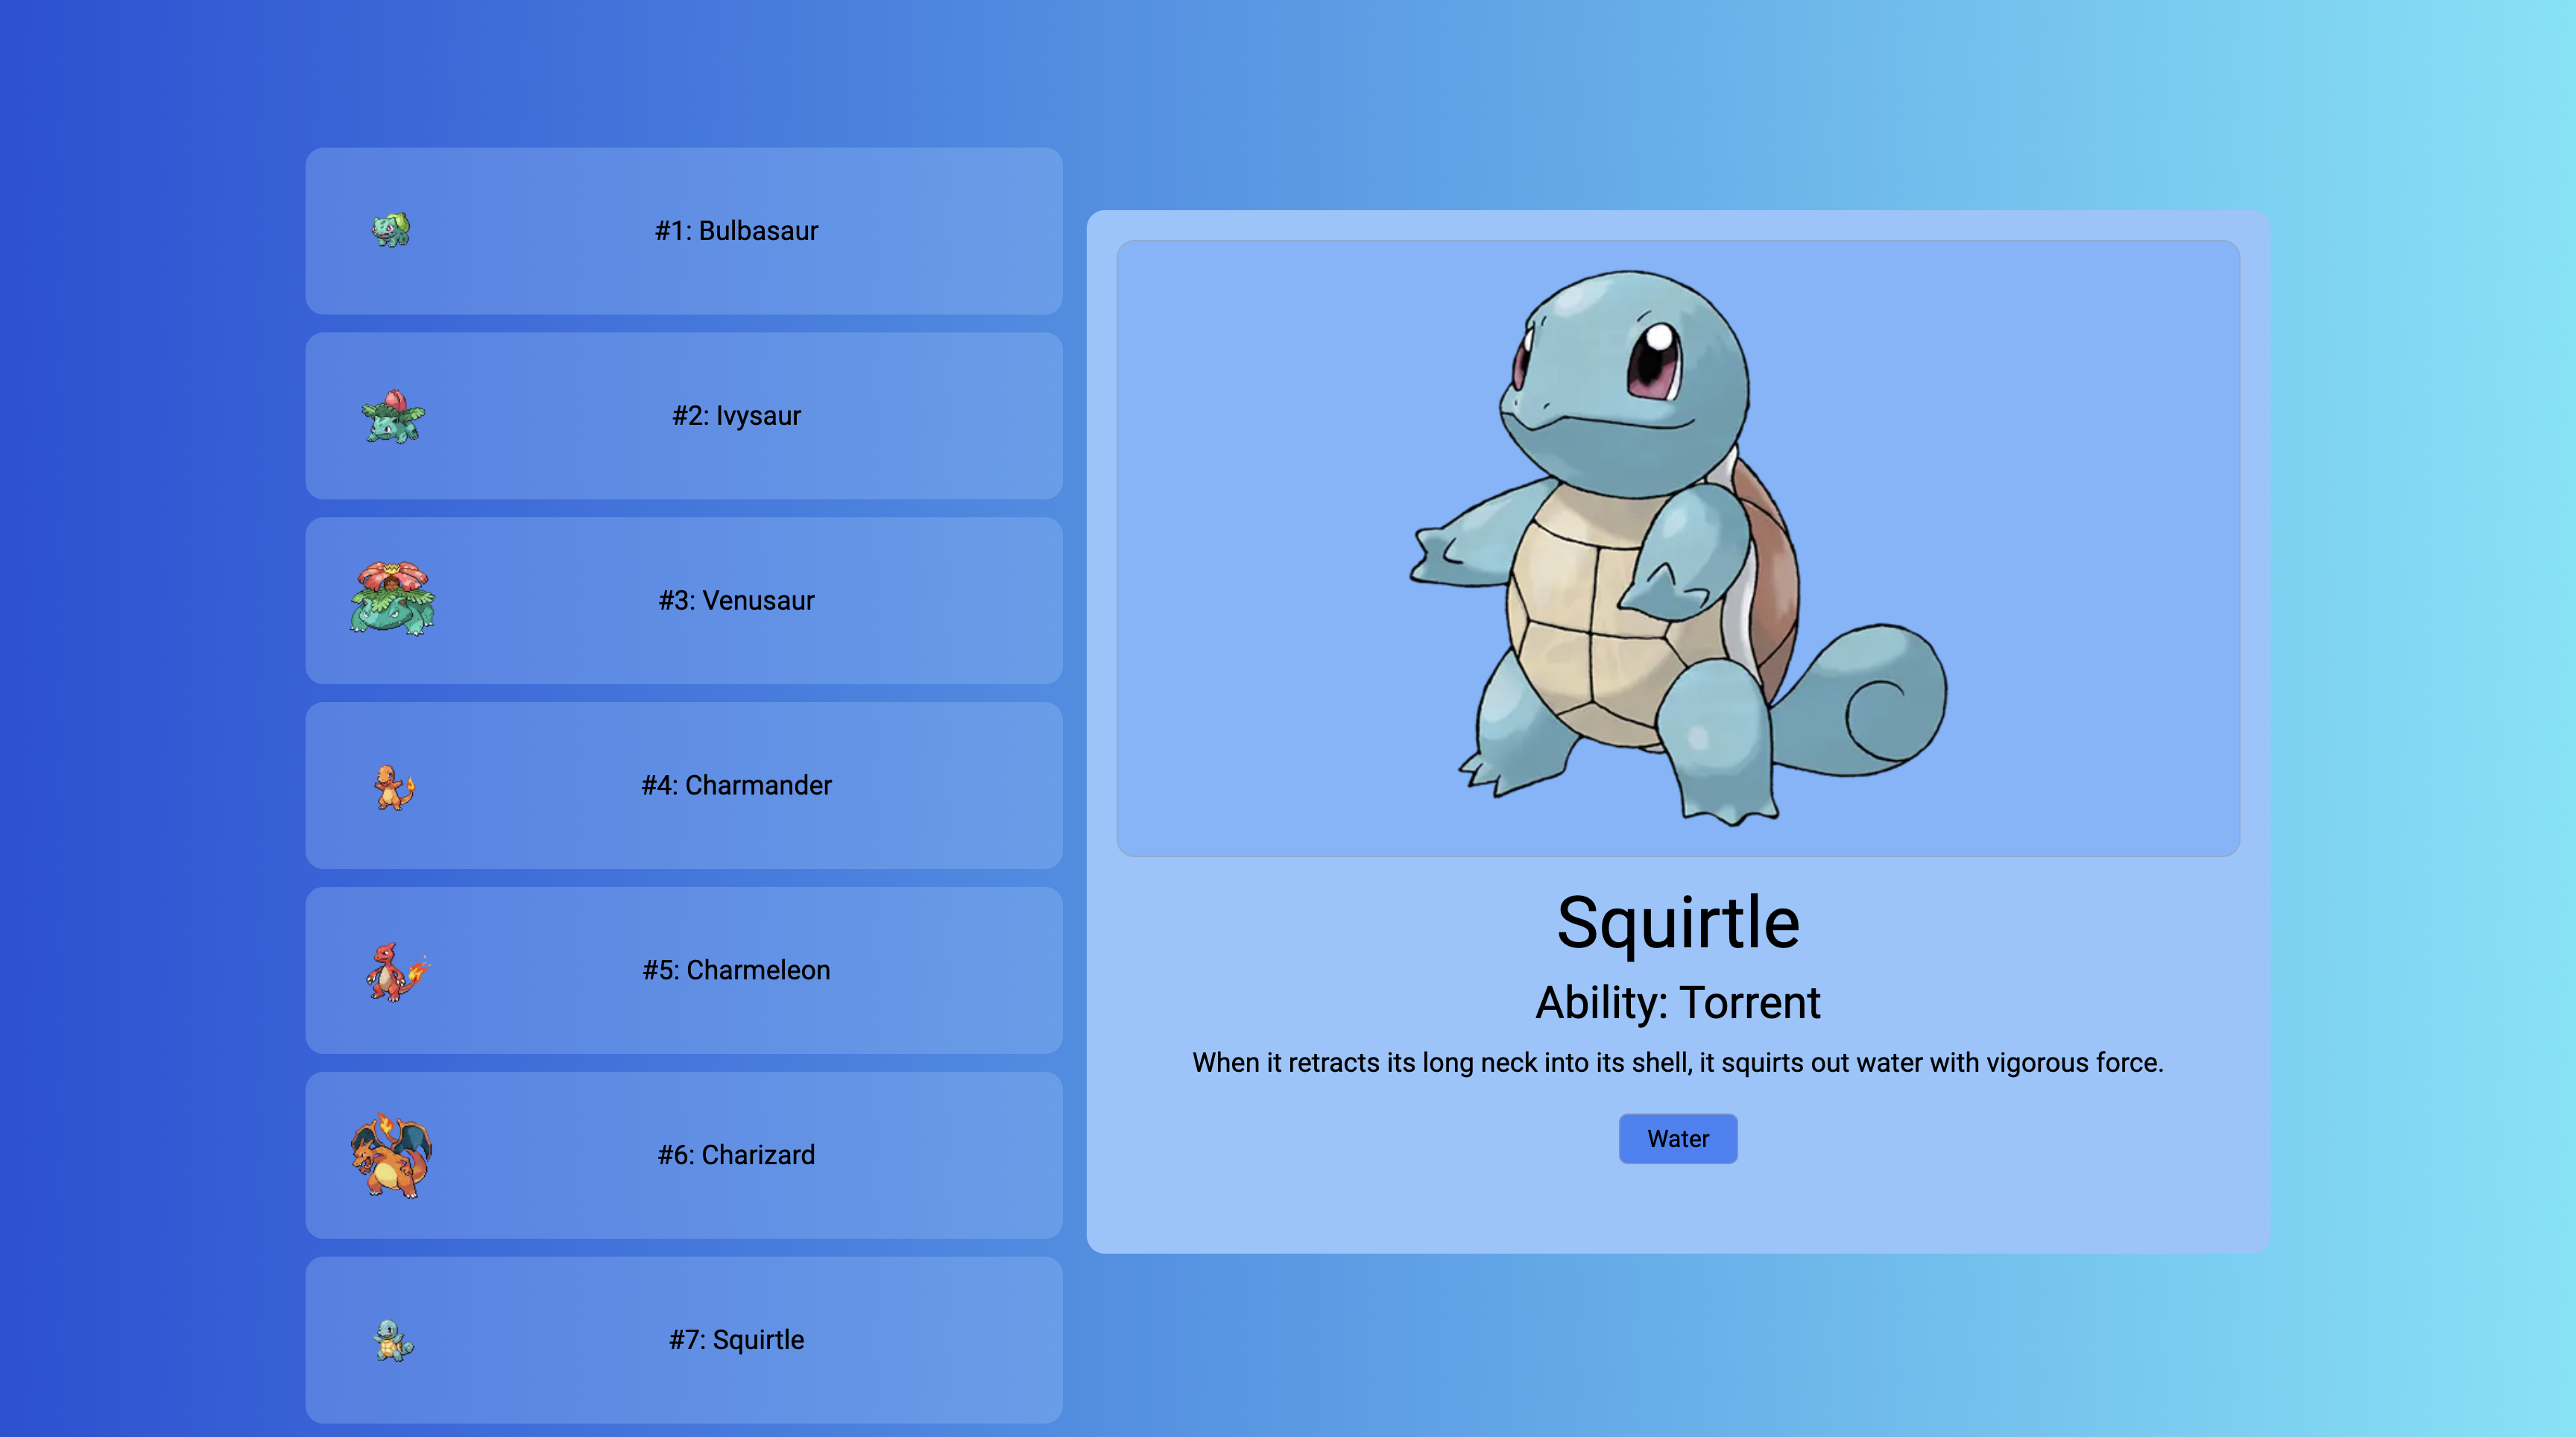 #1: Bulbasaur
#2: Ivysaur
#3: Venusaur
#4: Charmander
#5: Charmeleon
#6: Charizard
#7: Squirtle
Squirtle
Ability: Torrent
When it retracts its long neck into its shell, it squirts out water with vigorous force.
Water